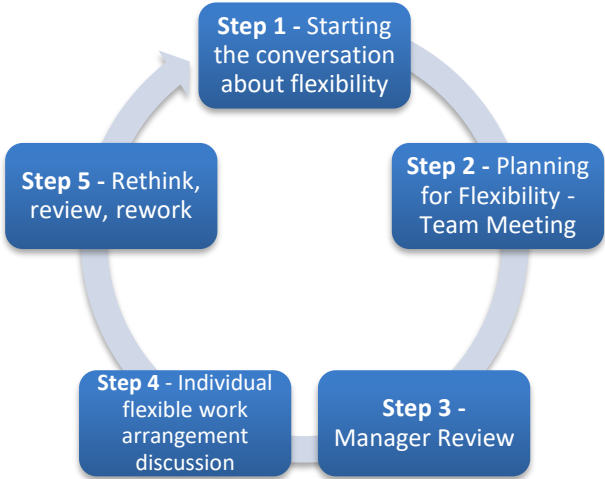 Step 1 - Starting
the conversation
about flexibility
Step 2 - Planning
for Flexibility -
Team Meeting
Step 3 -
Manager Review
Step 4 - Individual
flexible work
arrangement
discussion
Step 5 - Rethink,
review, rework